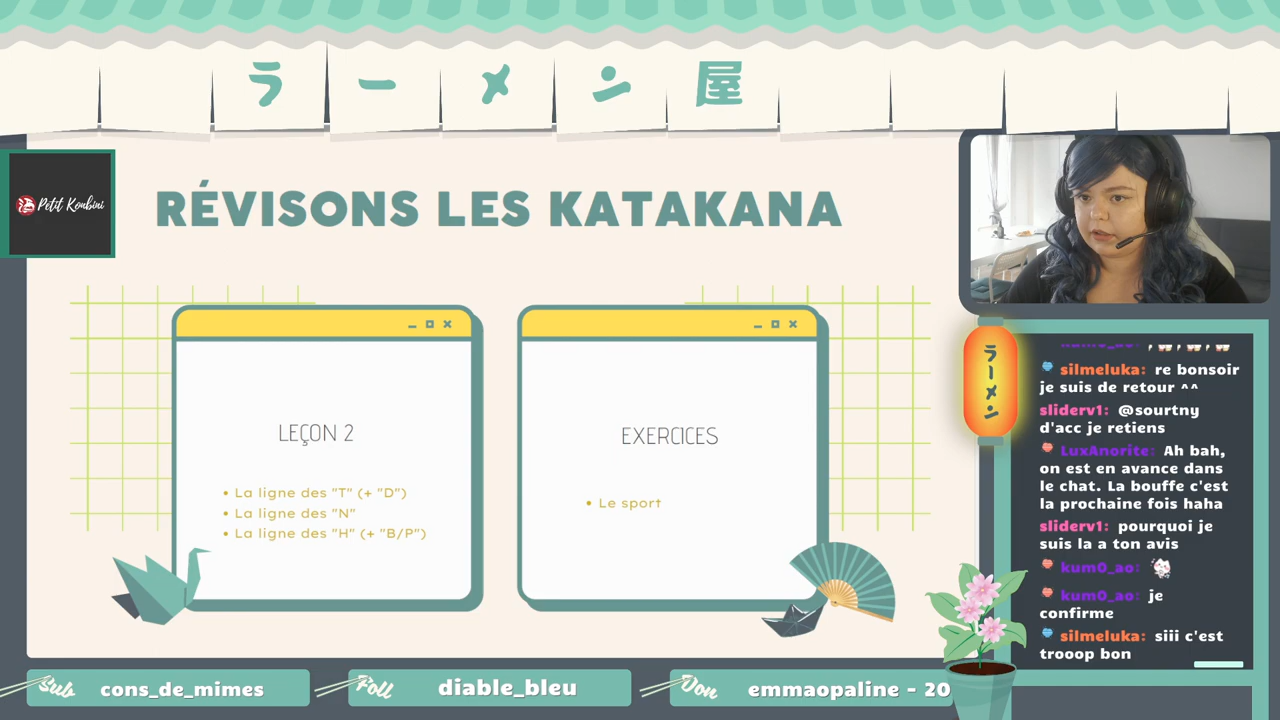 ラーメン屋
Petit Konbini
RÉVISONS LES KATAKANA
LEÇON 2
• La ligne des "T" (+ "D")
• La ligne des "N"
• La ligne des "H" (+ "B/P")
EXERCICES
• Le sport
ラーメン
silmeluka: re bonsoir
je suis de retour ^^
sliderv1: @sourtny
d'acc je retiens
LuxAnorite: Ah bah,
on est en avance dans
le chat. La bouffe c'est
la prochaine fois haha
sliderv1: pourquoi je
suis la a ton avis
kum0_ao:
kum0_ao: je
confirme
silmeluka: siii c'est
trooop bon
Sub cons_de_mimes
Foll diable_bleu
Don emmaopaline - 20